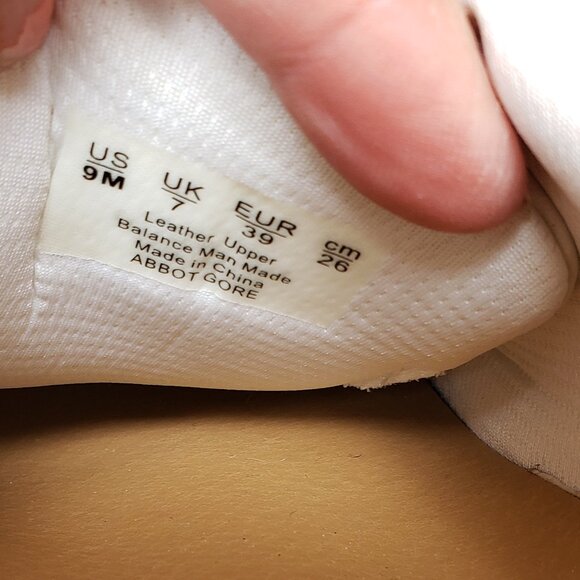 US UK EUR cm
9M 7 39 26
Leather Upper
Balance Man Made
Made in China
ABBOT GORE